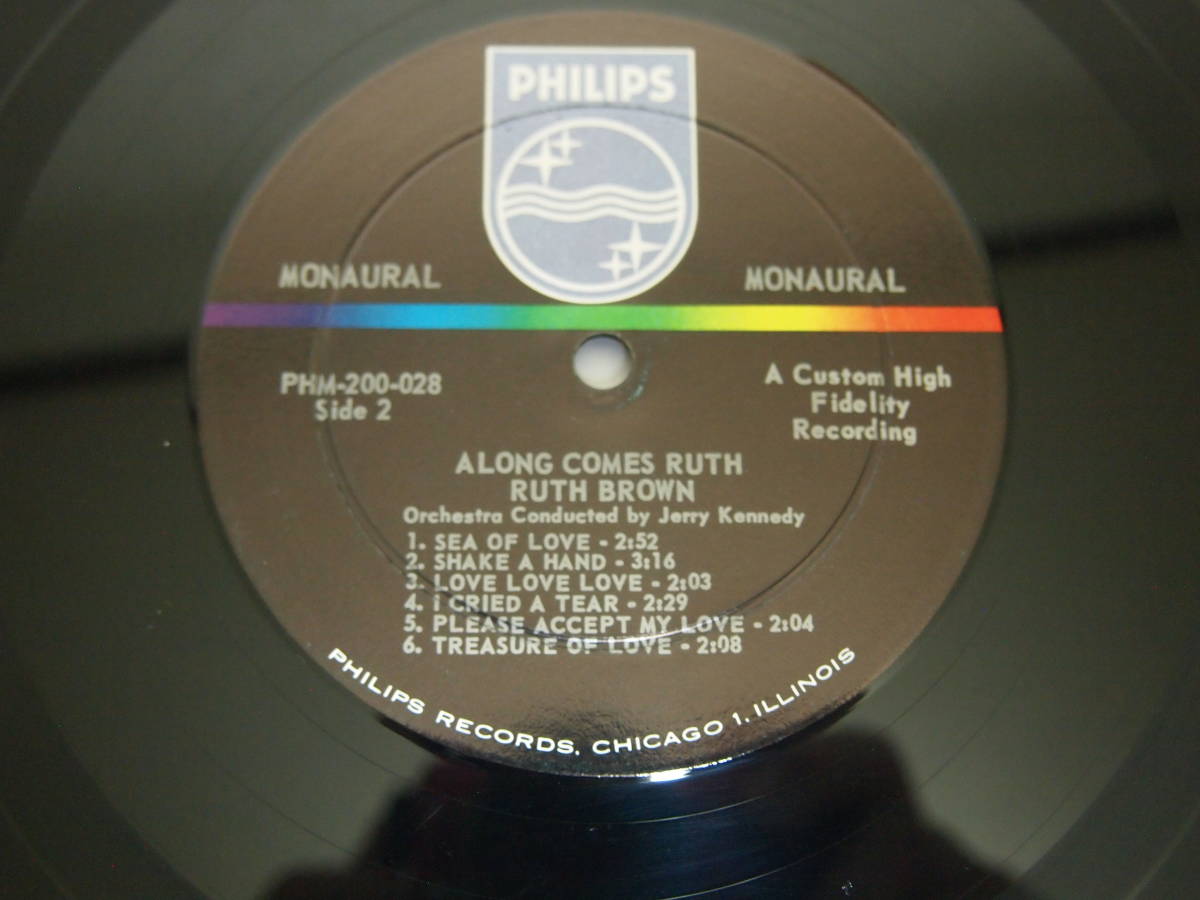 PHILIPS
MONAURAL
MONAURAL
PHM-200-028
Side 2
A Custom High
Fidelity
Recording
ALONG COMES RUTH
RUTH BROWN
Orchestra Conducted by Jerry Kennedy
1. SEA OF LOVE - 2:52
2. SHAKE A HAND - 3:16
3. LOVE LOVE LOVE - 2:03
4. I CRIED A TEAR - 2:29
5. PLEASE ACCEPT MY LOVE - 2:04
6. TREASURE OF LOVE - 2:08
PHILIPS RECORDS, CHICAGO 1, ILLINOIS